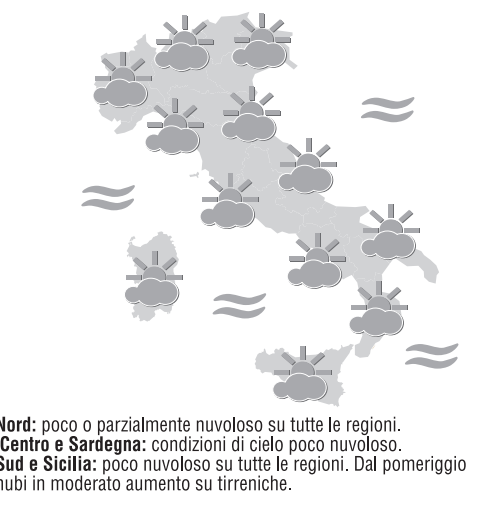 Nord: poco o parzialmente nuvoloso su tutte le regioni.
Centro e Sardegna: condizioni di cielo poco nuvoloso.
Sud e Sicilia: poco nuvoloso su tutte le regioni. Dal pomeriggio
nubi in moderato aumento su tirreniche.